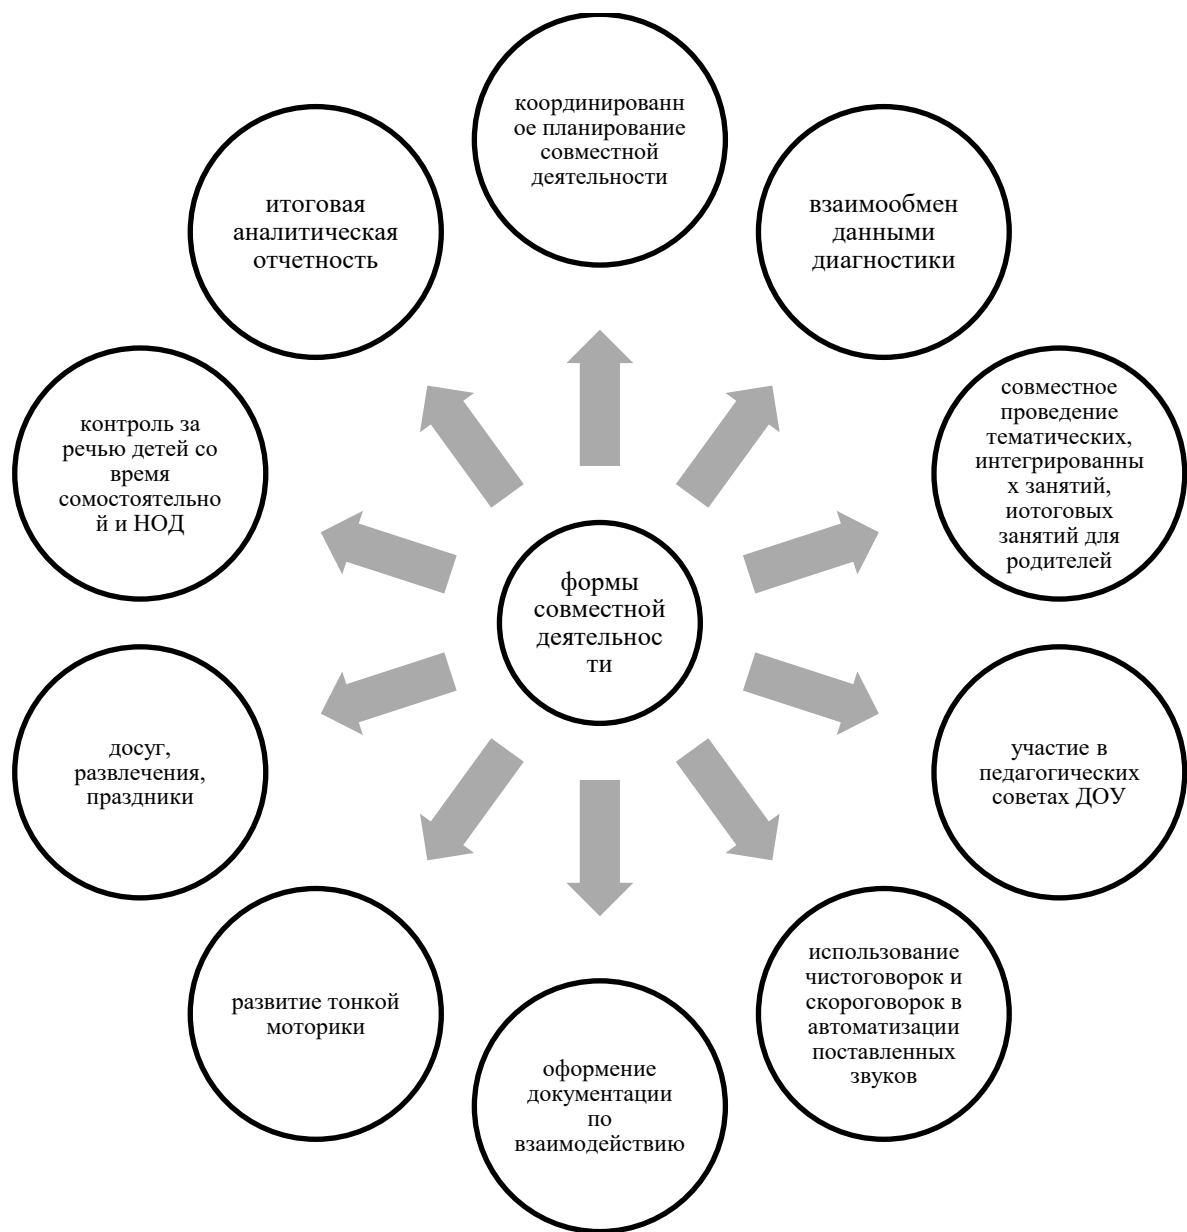 координированн
ое планирование
совместной
деятельности
взаимообмен
данными
диагностики
совместное
проведение
тематических,
интегрированны
х занятий,
иотоговых
занятий для
родителей
участие в
педагогических
советах ДОУ
использование
чистоговорок и
скороговорок в
автоматизации
поставленных
звуков
оформение
документации
по
взаимодействию
развитие тонкой
моторики
досуг,
развлечения,
праздники
контроль за
речью детей со
время
сомостоятельно
й и НОД
итоговая
аналитическая
отчетность
формы
совместной
деятельнос
ти